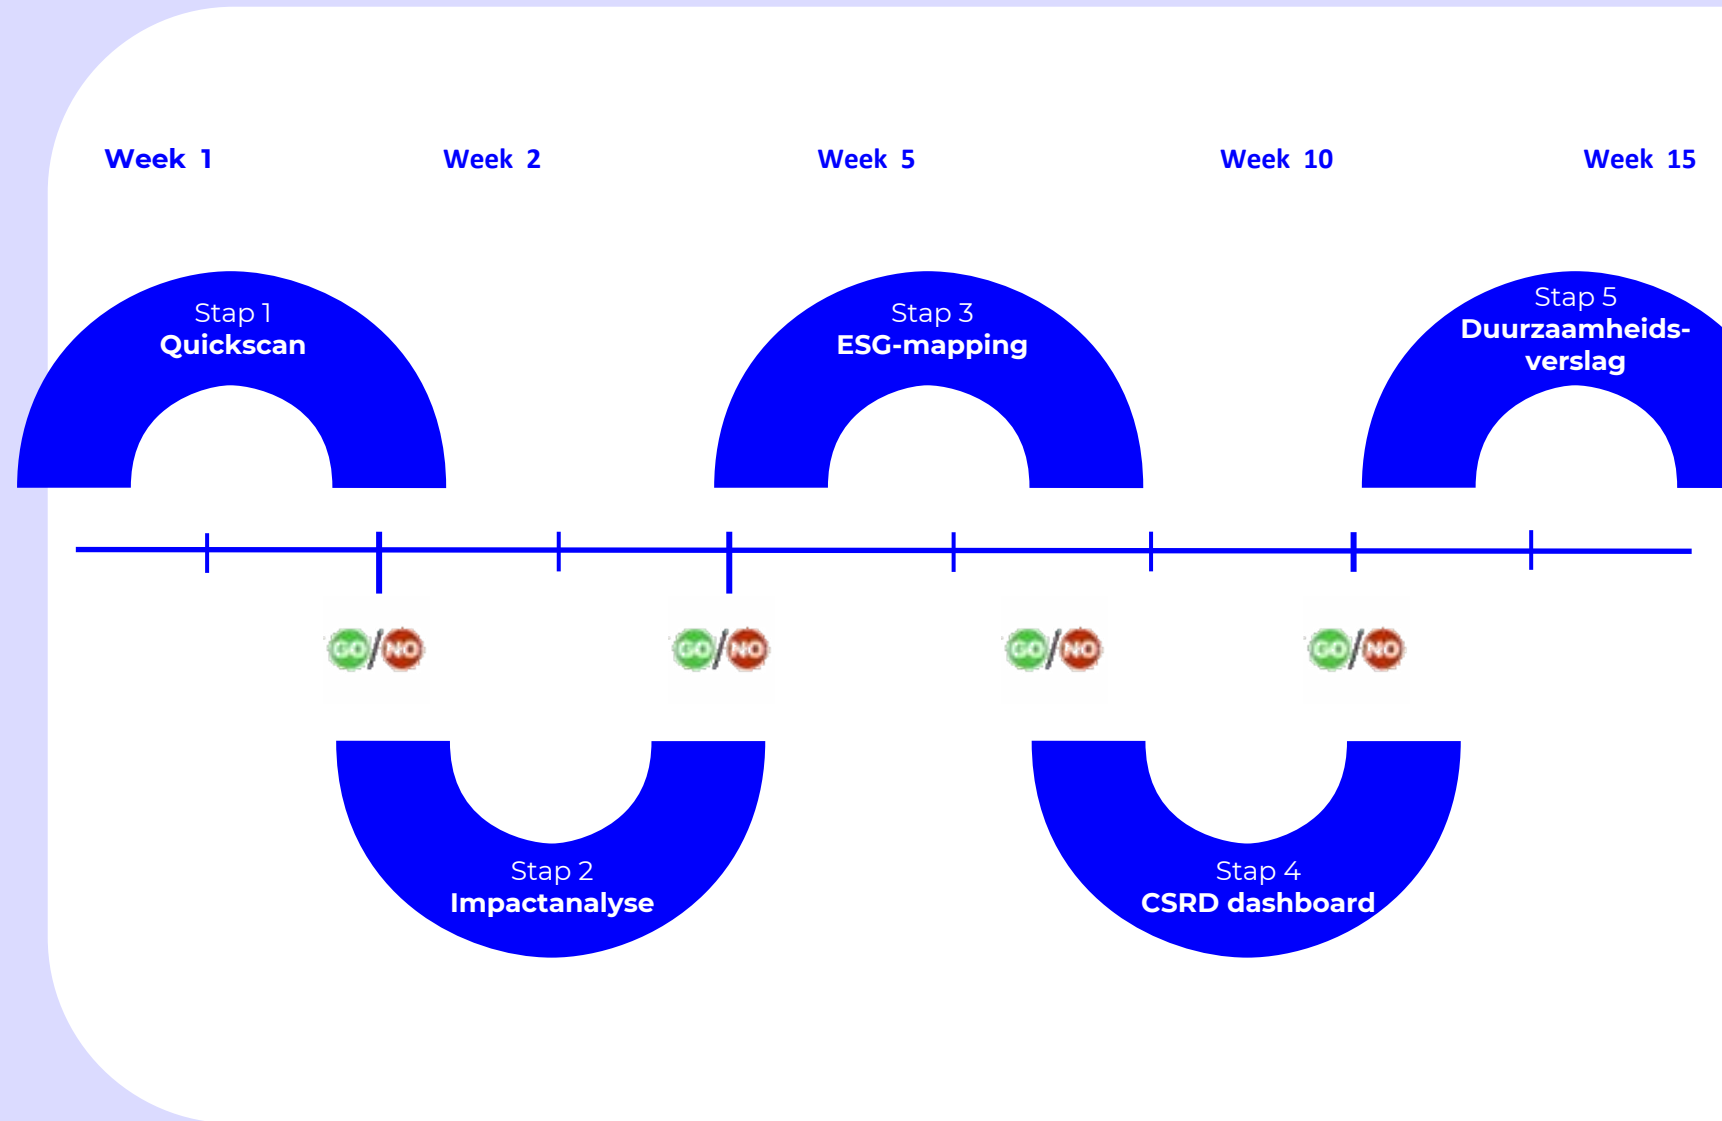 Week 1
Week 2
Week 5
Week 10
Week 15
Stap 1
Quickscan
Stap 3
ESG-mapping
Stap 5
Duurzaamheids-
verslag
GO/NO
GO/NO
GO/NO
GO/NO
Stap 2
Impactanalyse
Stap 4
CSRD dashboard